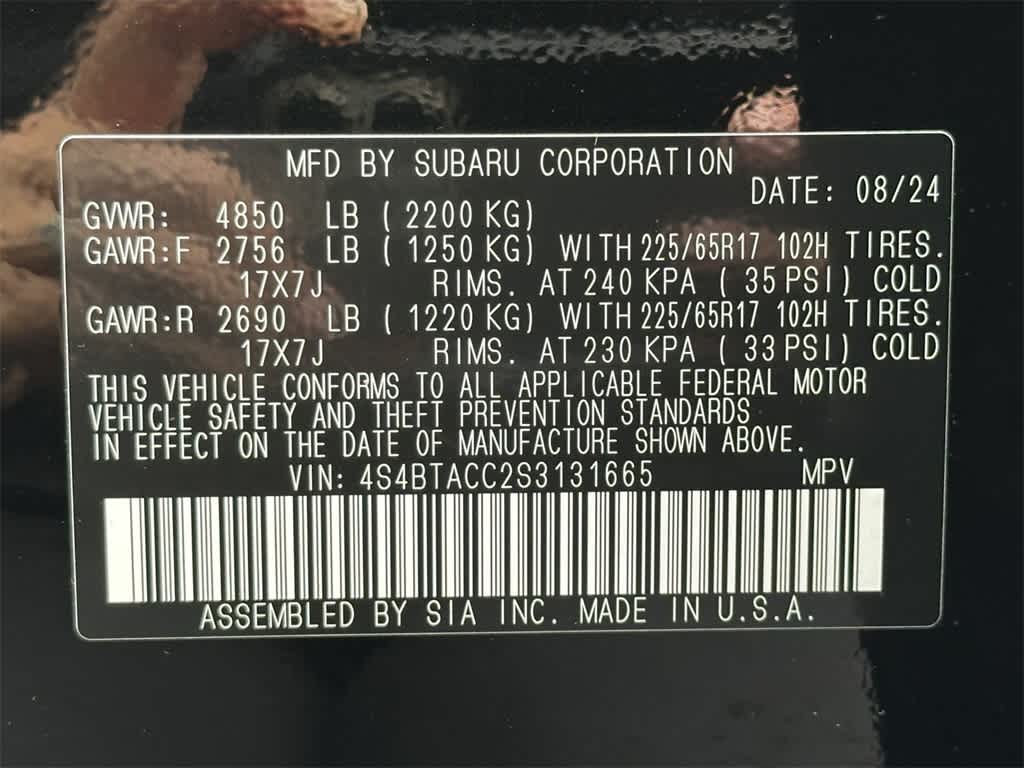 MFD BY SUBARU CORPORATION
DATE: 08/24
GVWR: 4850 LB ( 2200 KG)
GAWR:F 2756 LB ( 1250 KG) WITH 225/65R17 102H TIRES.
17X7J RIMS. AT 240 KPA ( 35 PSI) COLD
GAWR:R 2690 LB ( 1220 KG) WITH 225/65R17 102H TIRES.
17X7J RIMS. AT 230 KPA ( 33 PSI) COLD
THIS VEHICLE CONFORMS TO ALL APPLICABLE FEDERAL MOTOR
VEHICLE SAFETY AND THEFT PREVENTION STANDARDS
IN EFFECT ON THE DATE OF MANUFACTURE SHOWN ABOVE.
VIN: 4S4BTACC2S3131665 MPV
ASSEMBLED BY SIA INC. MADE IN U.S.A.